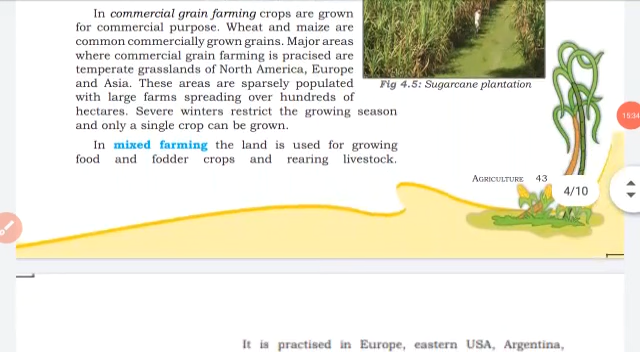 In commercial grain farming crops are grown
for commercial purpose. Wheat and maize are
common commercially grown grains. Major areas
where commercial grain farming is practised are
temperate grasslands of North America, Europe
and Asia. These areas are sparsely populated
with large farms spreading over hundreds of
hectares. Severe winters restrict the growing season
and only a single crop can be grown.
In mixed farming the land is used for growing
food and fodder crops and rearing livestock.
Fig 4.5: Sugarcane plantation
15:34
AGRICULTURE 43
4/10
It is practised in Europe, eastern USA, Argentina,